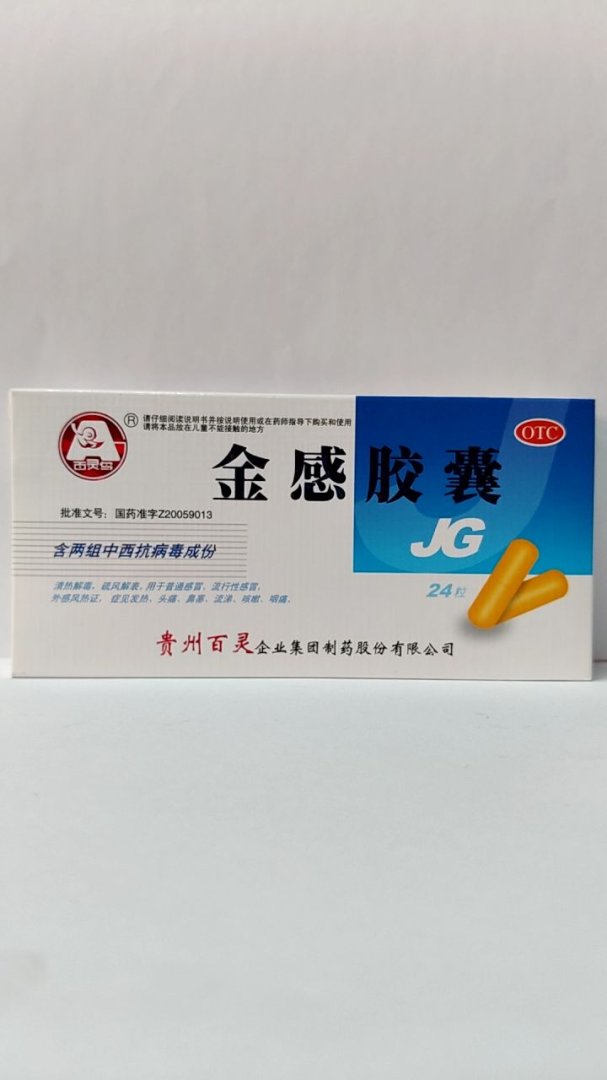 百灵鸟
®
请仔细阅读说明书并按说明使用或在药师指导下购买和使用
请将本品放在儿童不能接触的地方
OTC
金感胶囊
批准文号：国药准字Z20059013
JG
含两组中西抗病毒成份
清热解毒，疏风解表，用于普通感冒，流行性感冒，
外感风热证，症见发热、头痛、鼻塞、流涕、咳嗽、咽痛。
24粒
贵州百灵企业集团制药股份有限公司